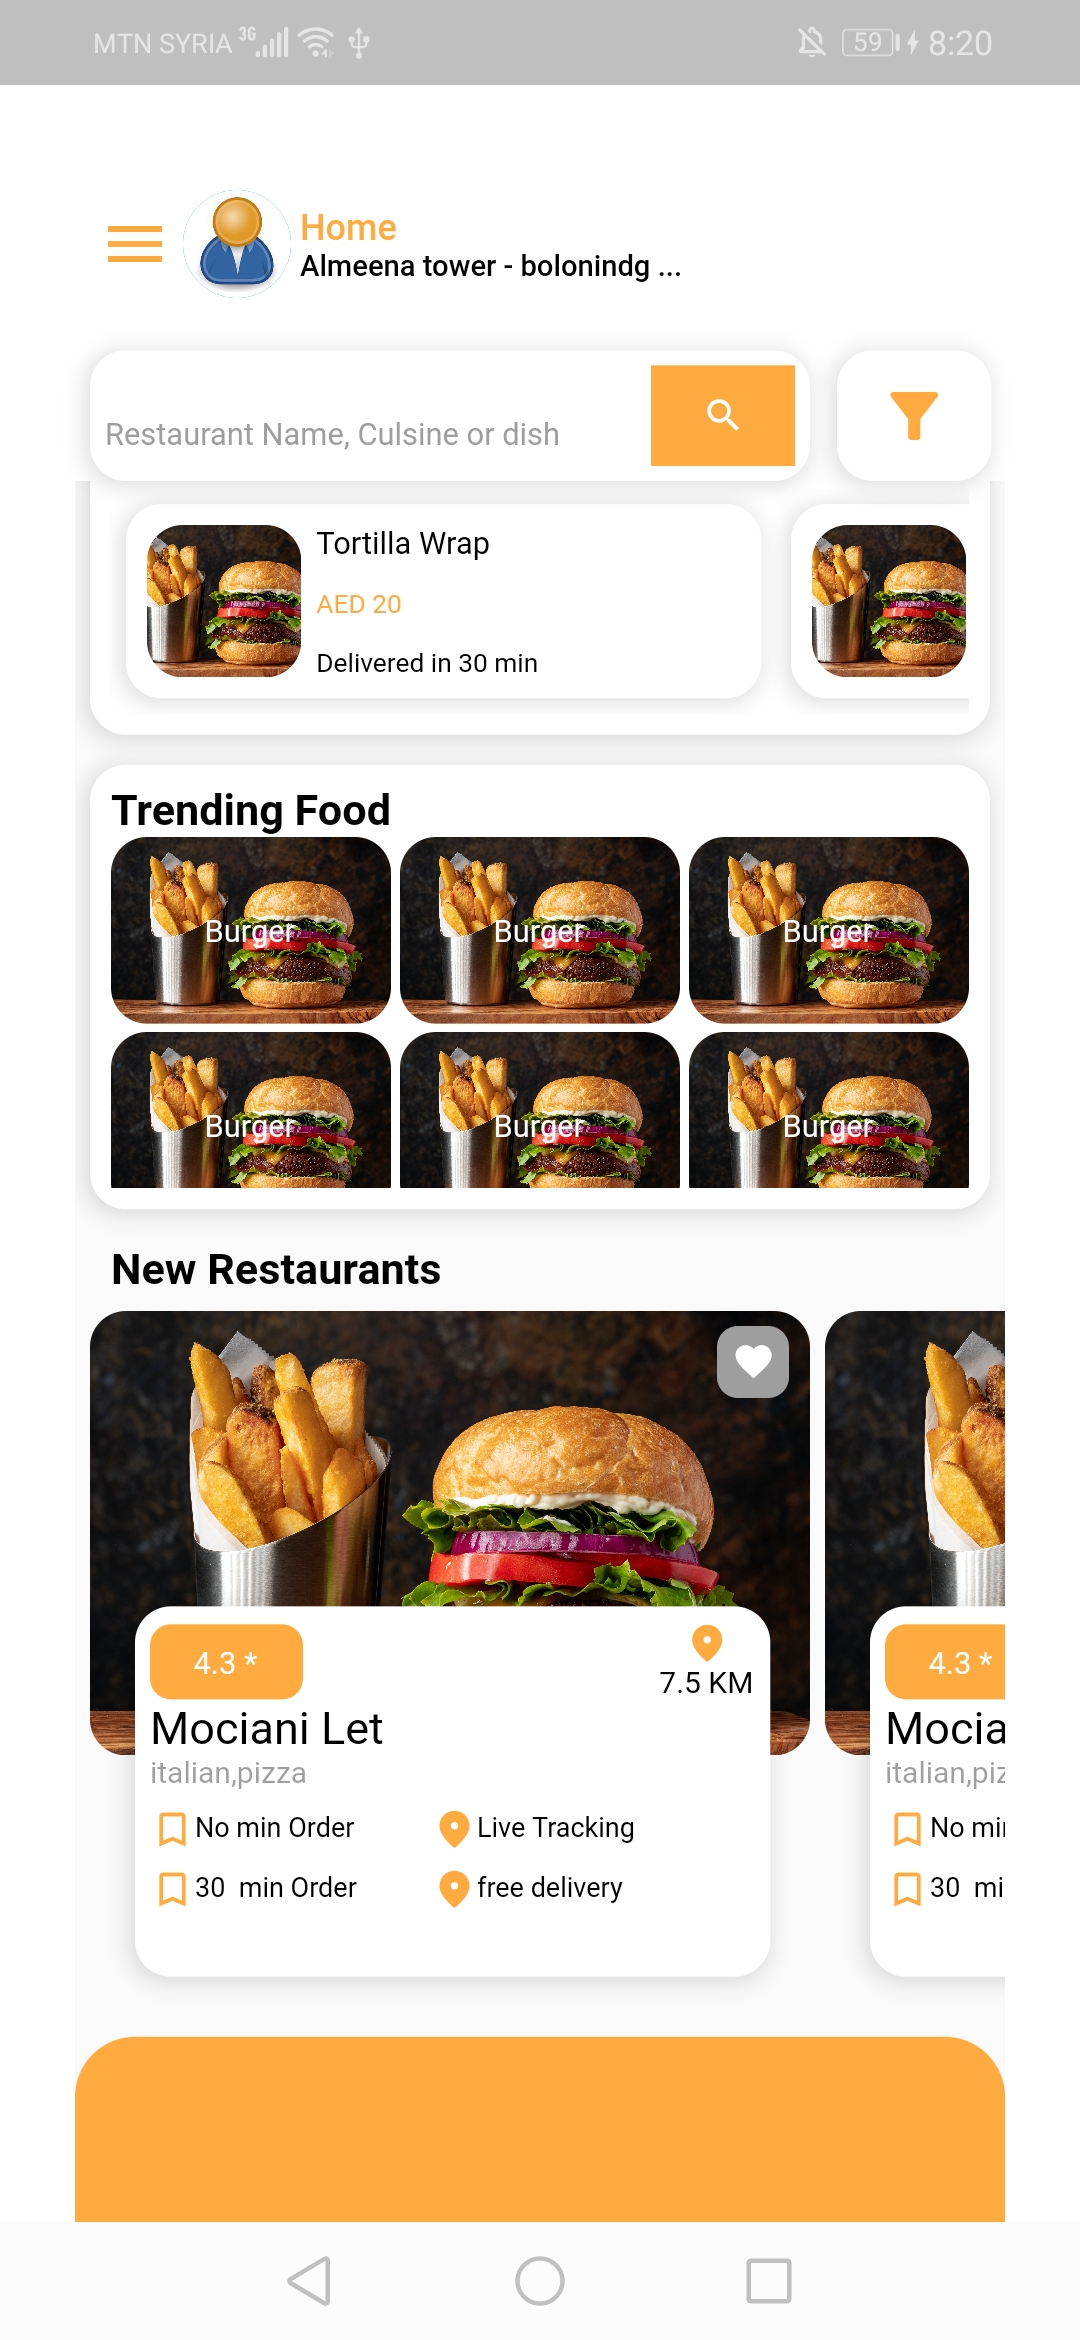 MTN SYRIA 3G 59 8:20
Home
Almeena tower - bolonindg ...
Restaurant Name, Culsine or dish
Tortilla Wrap
AED 20
Delivered in 30 min
Trending Food
Burger Burger Burger
Burger Burger Burger
New Restaurants
4.3 * 7.5 KM 4.3 *
Mociani Let Mocia
italian,pizza italian,piz
No min Order Live Tracking No mi
30 min Order free delivery 30 mi